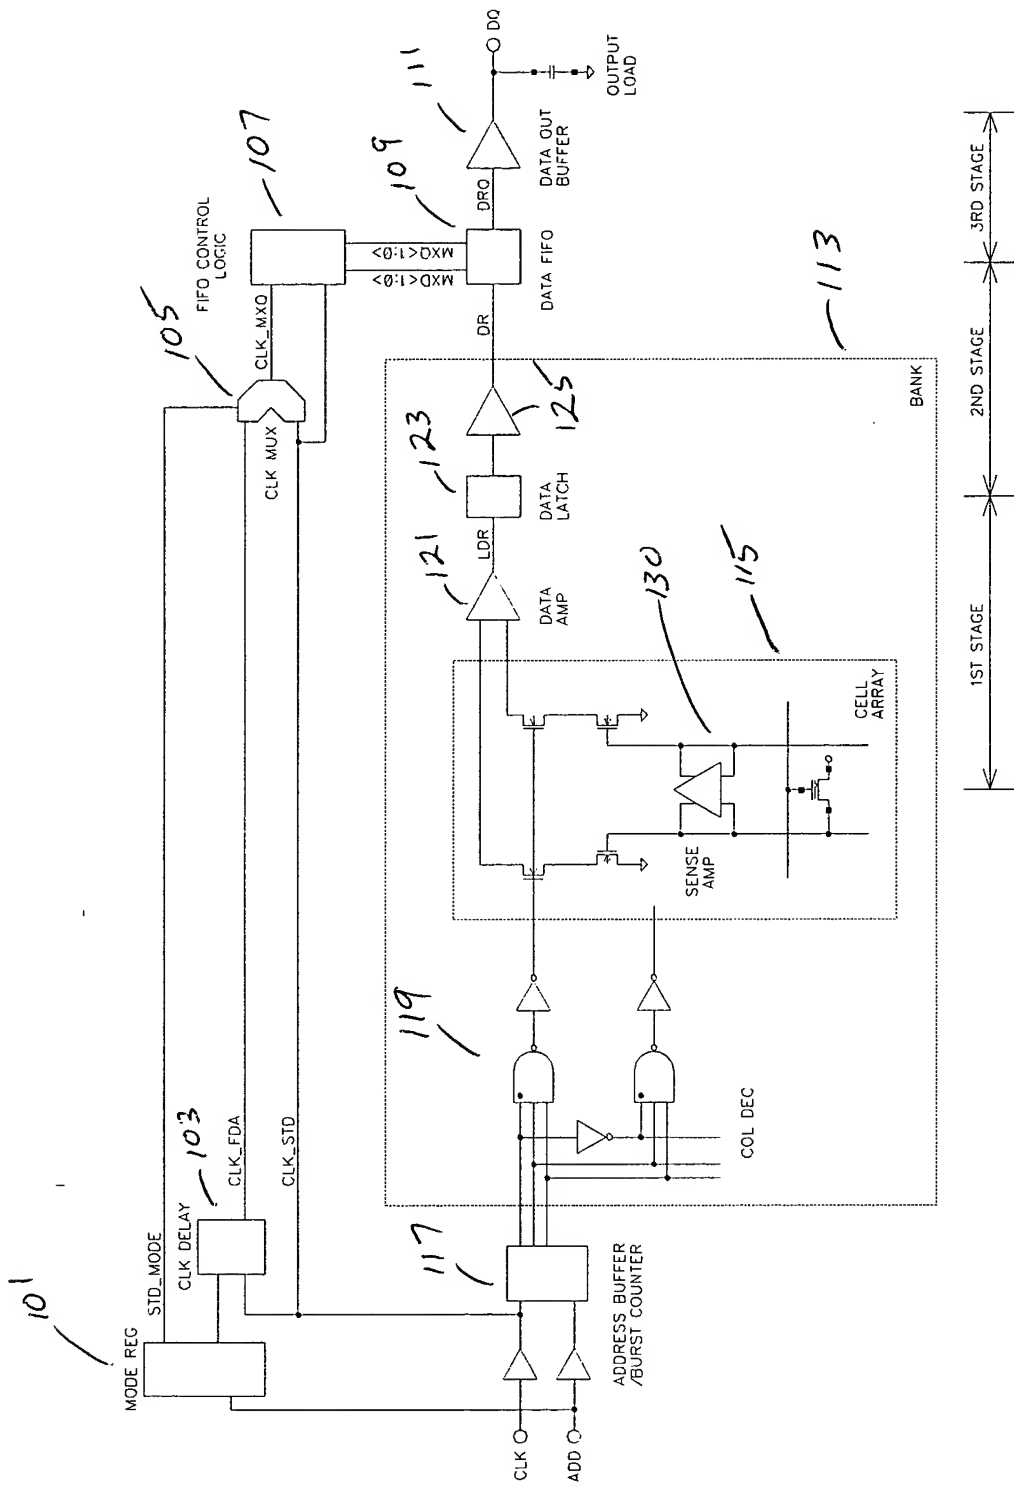 101
MODE REG
STD_MODE
CLK DELAY
103
CLK_FDA
CLK_STD
105
CLK MUX
CLK_MXQ
FIFO CONTROL
LOGIC
107
MXD<1:0>
MXQ<1:0>
109
DATA FIFO
DR
DRQ
111
DATA OUT
BUFFER
DQ
OUTPUT
LOAD
CLK
ADD
117
ADDRESS BUFFER
/BURST COUNTER
119
COL DEC
121
DATA
AMP
LDR
123
DATA
LATCH
125
130
SENSE
AMP
115
CELL
ARRAY
113
BANK
1ST STAGE
2ND STAGE
3RD STAGE